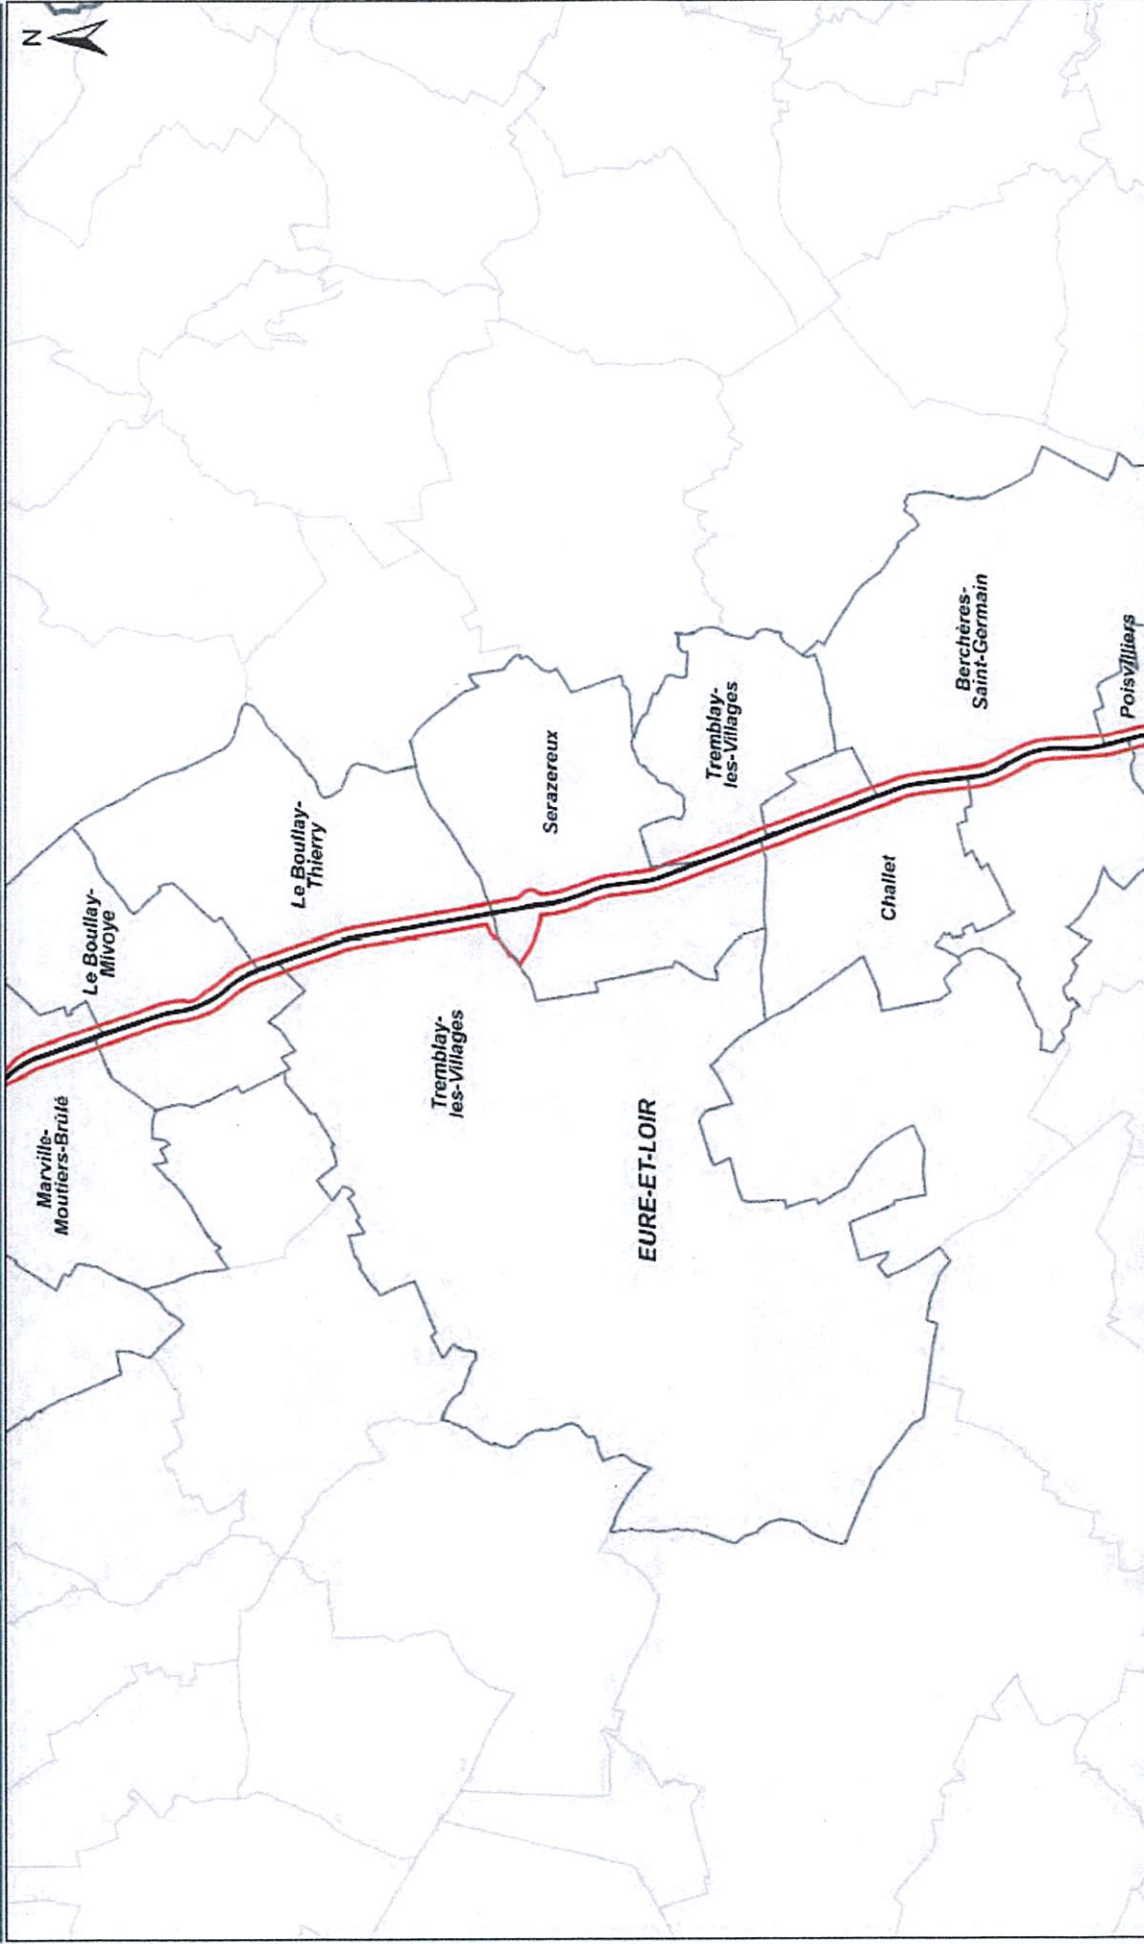 N
Marville-
Moutiers-Brûlé
Le Boullay-
Mivoye
Le Boullay-
Thierry
Tremblay-
les-Villages
Serazereux
EURE-ET-LOIR
Tremblay-
les-Villages
Challet
Berchères-
Saint-Germain
Poisvilliers